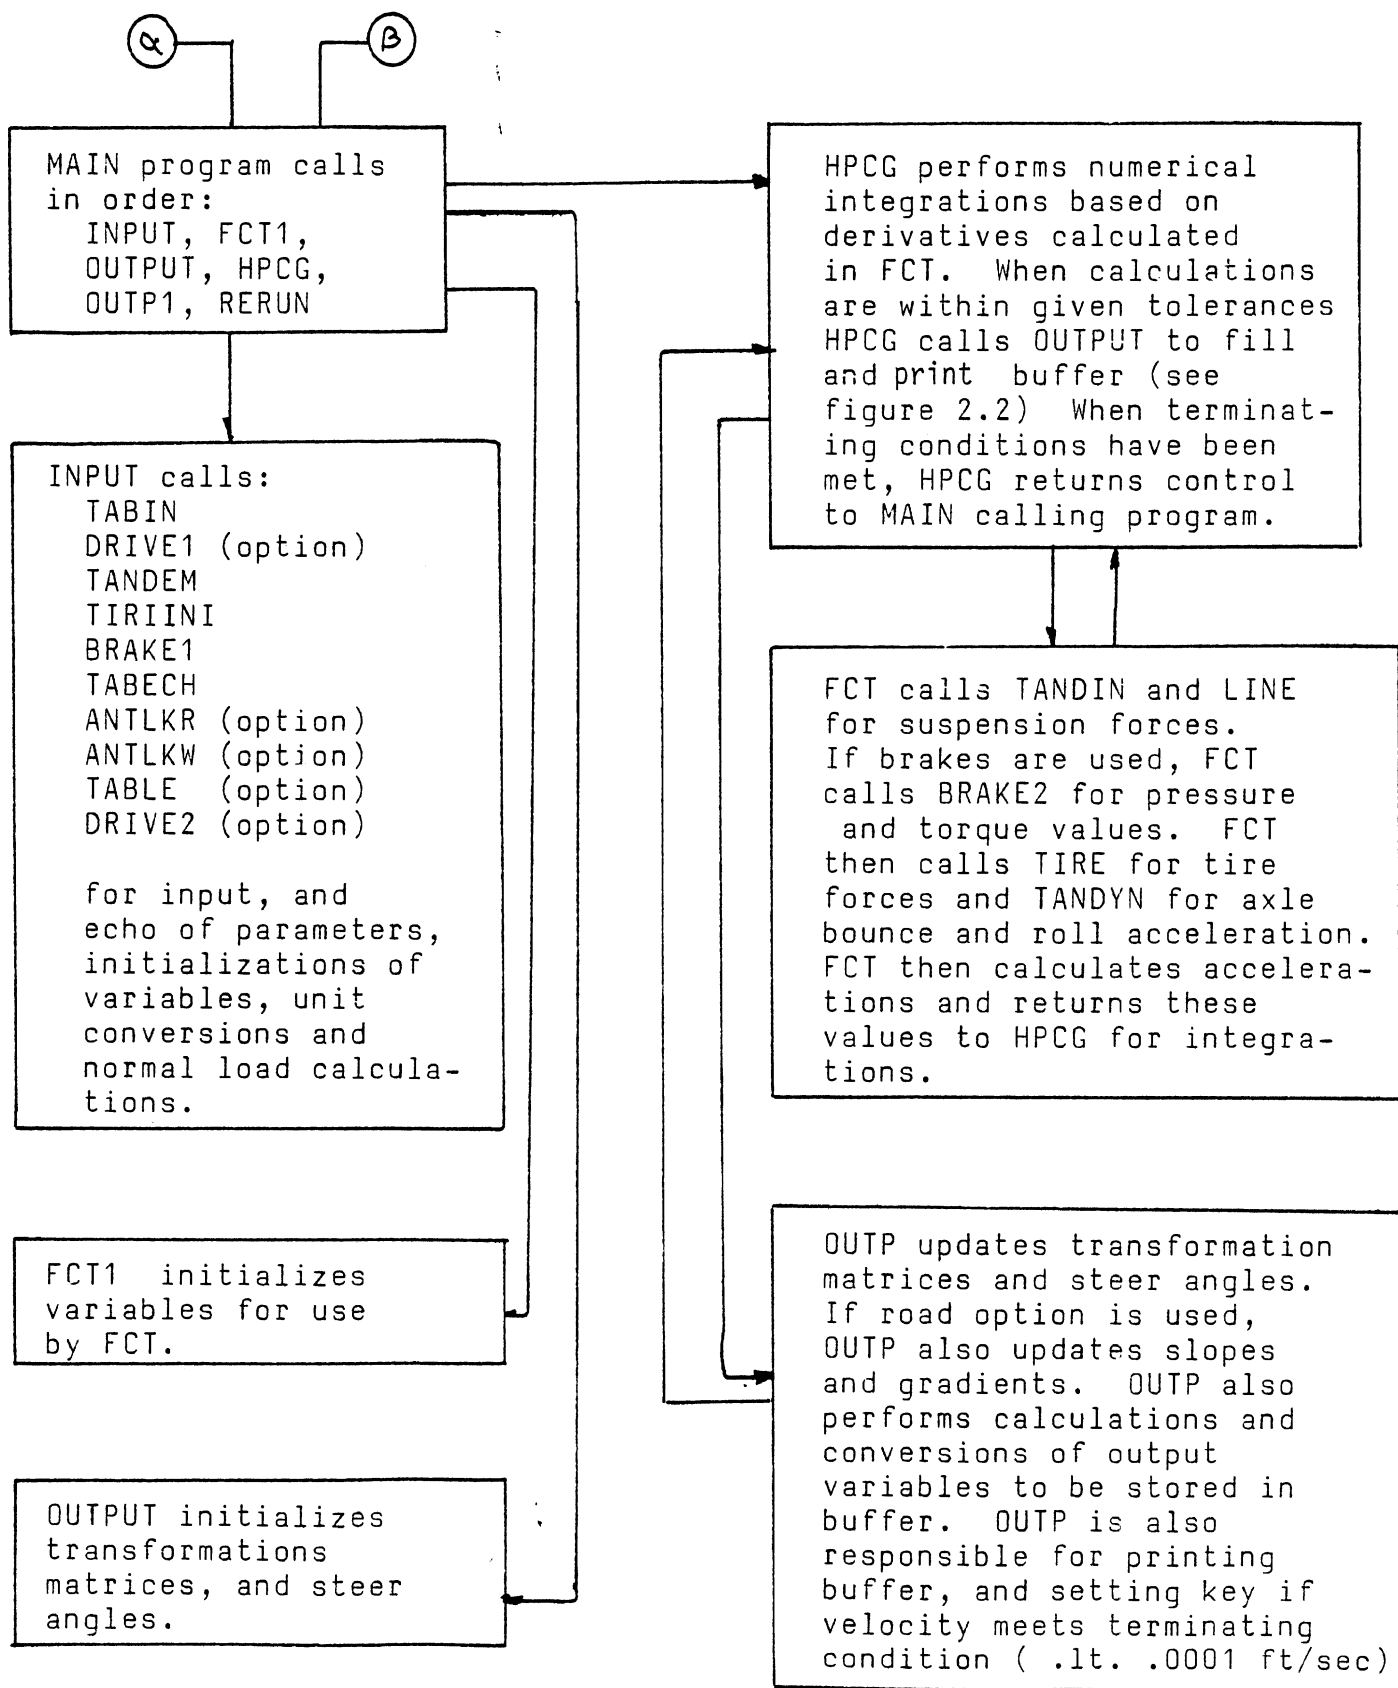 α
β
MAIN program calls
in order:
INPUT, FCT1,
OUTPUT, HPCG,
OUTP1, RERUN
INPUT calls:
TABIN
DRIVE1 (option)
TANDEM
TIRIINI
BRAKE1
TABECH
ANTLKR (option)
ANTLKW (option)
TABLE (option)
DRIVE2 (option)
for input, and
echo of parameters,
initializations of
variables, unit
conversions and
normal load calcula-
tions.
FCT1 initializes
variables for use
by FCT.
OUTPUT initializes
transformations
matrices, and steer
angles.
HPCG performs numerical
integrations based on
derivatives calculated
in FCT. When calculations
are within given tolerances
HPCG calls OUTPUT to fill
and print buffer (see
figure 2.2) When terminat-
ing conditions have been
met, HPCG returns control
to MAIN calling program.
FCT calls TANDIN and LINE
for suspension forces.
If brakes are used, FCT
calls BRAKE2 for pressure
and torque values. FCT
then calls TIRE for tire
forces and TANDYN for axle
bounce and roll acceleration.
FCT then calculates accelera-
tions and returns these
values to HPCG for integra-
tions.
OUTP updates transformation
matrices and steer angles.
If road option is used,
OUTP also updates slopes
and gradients. OUTP also
performs calculations and
conversions of output
variables to be stored in
buffer. OUTP is also
responsible for printing
buffer, and setting key if
velocity meets terminating
condition ( .lt. .0001 ft/sec)